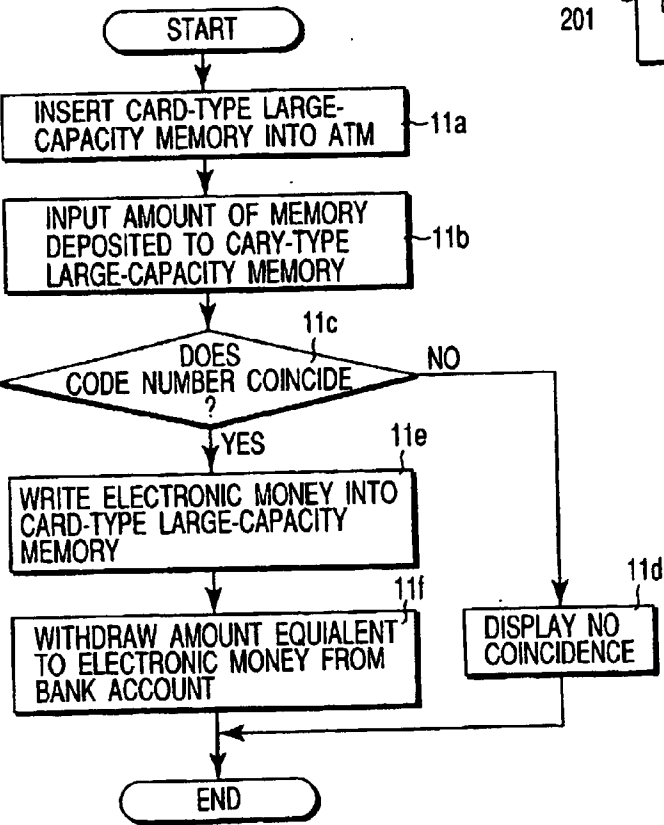 201
START
INSERT CARD-TYPE LARGE-
CAPACITY MEMORY INTO ATM
11a
INPUT AMOUNT OF MEMORY
DEPOSITED TO CARY-TYPE
LARGE-CAPACITY MEMORY
11b
11c
DOES
CODE NUMBER COINCIDE
?
NO
YES
11e
WRITE ELECTRONIC MONEY INTO
CARD-TYPE LARGE-CAPACITY
MEMORY
11f
WITHDRAW AMOUNT EQUIALENT
TO ELECTRONIC MONEY FROM
BANK ACCOUNT
11d
DISPLAY NO
COINCIDENCE
END